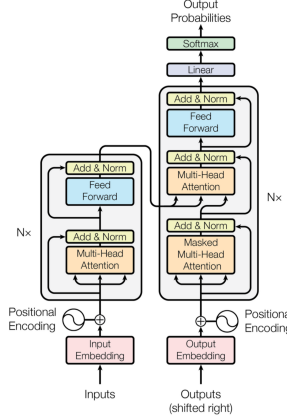 Output
Probabilities
Softmax
Linear
Add & Norm
Feed
Forward
Add & Norm
Multi-Head
Attention
Add & Norm
Masked
Multi-Head
Attention
N×
Add & Norm
Feed
Forward
Add & Norm
Multi-Head
Attention
N×
Positional
Encoding
Positional
Encoding
Input
Embedding
Output
Embedding
Inputs
Outputs
(shifted right)